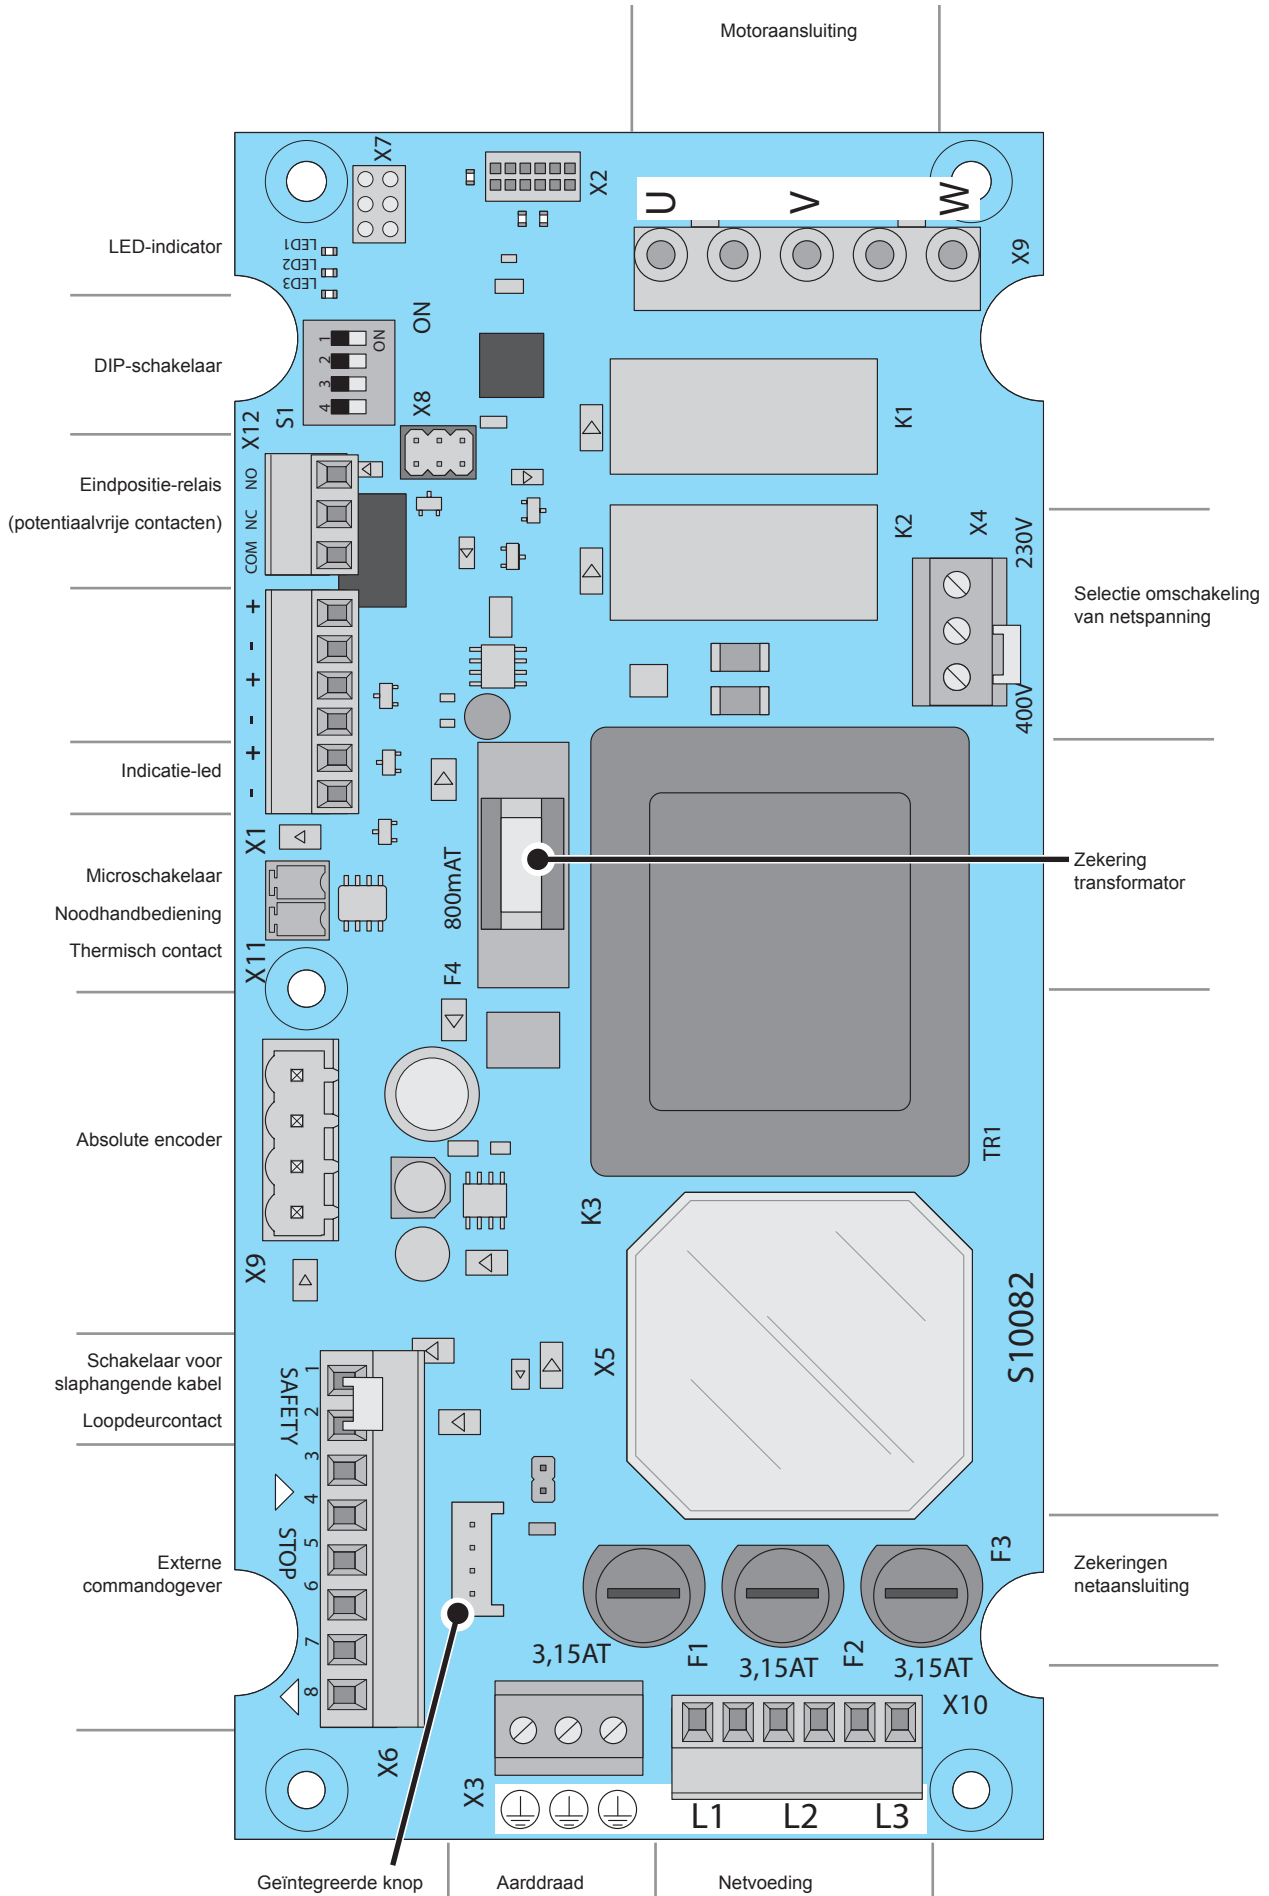 Motoraansluiting
X7
X2
U
V
W
X9
LED-indicator
LED1
LED2
LED3
DIP-schakelaar
1
2
3
4
ON
ON
S1
X12
X8
K1
Eindpositie-relais
(potentiaalvrije contacten)
NO
NC
COM
K2
X4
230V
400V
Selectie omschakeling
van netspanning
+
-
+
-
+
-
Indicatie-led
X1
Microschakelaar
Noodhandbediening
Thermisch contact
X11
800mAT
F4
Zekering
transformator
TR1
Absolute encoder
X9
K3
X5
S10082
Schakelaar voor
slaphangende kabel
Loopdeurcontact
SAFETY
1
2
3
4
STOP
5
6
7
8
Externe
commandogever
X6
F3
Zekeringen
netaansluiting
3,15AT
F1
3,15AT
F2
3,15AT
X10
X3
L1
L2
L3
Geïntegreerde knop
Aarddraad
Netvoeding